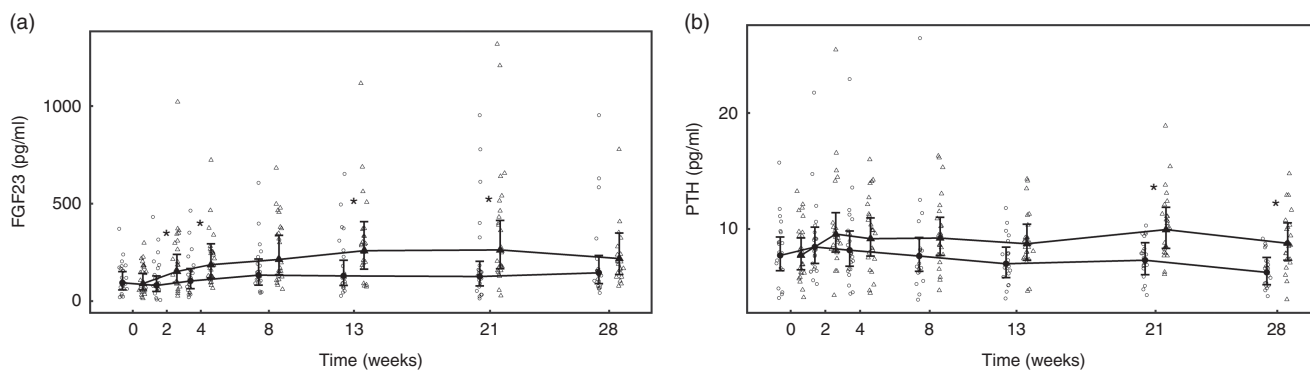 (a)
FGF23 (pg/ml)
1000
500
0
* * * *
0 2 4 8 13 21 28
Time (weeks)
(b)
PTH (pg/ml)
20
10
* *
0 2 4 8 13 21 28
Time (weeks)